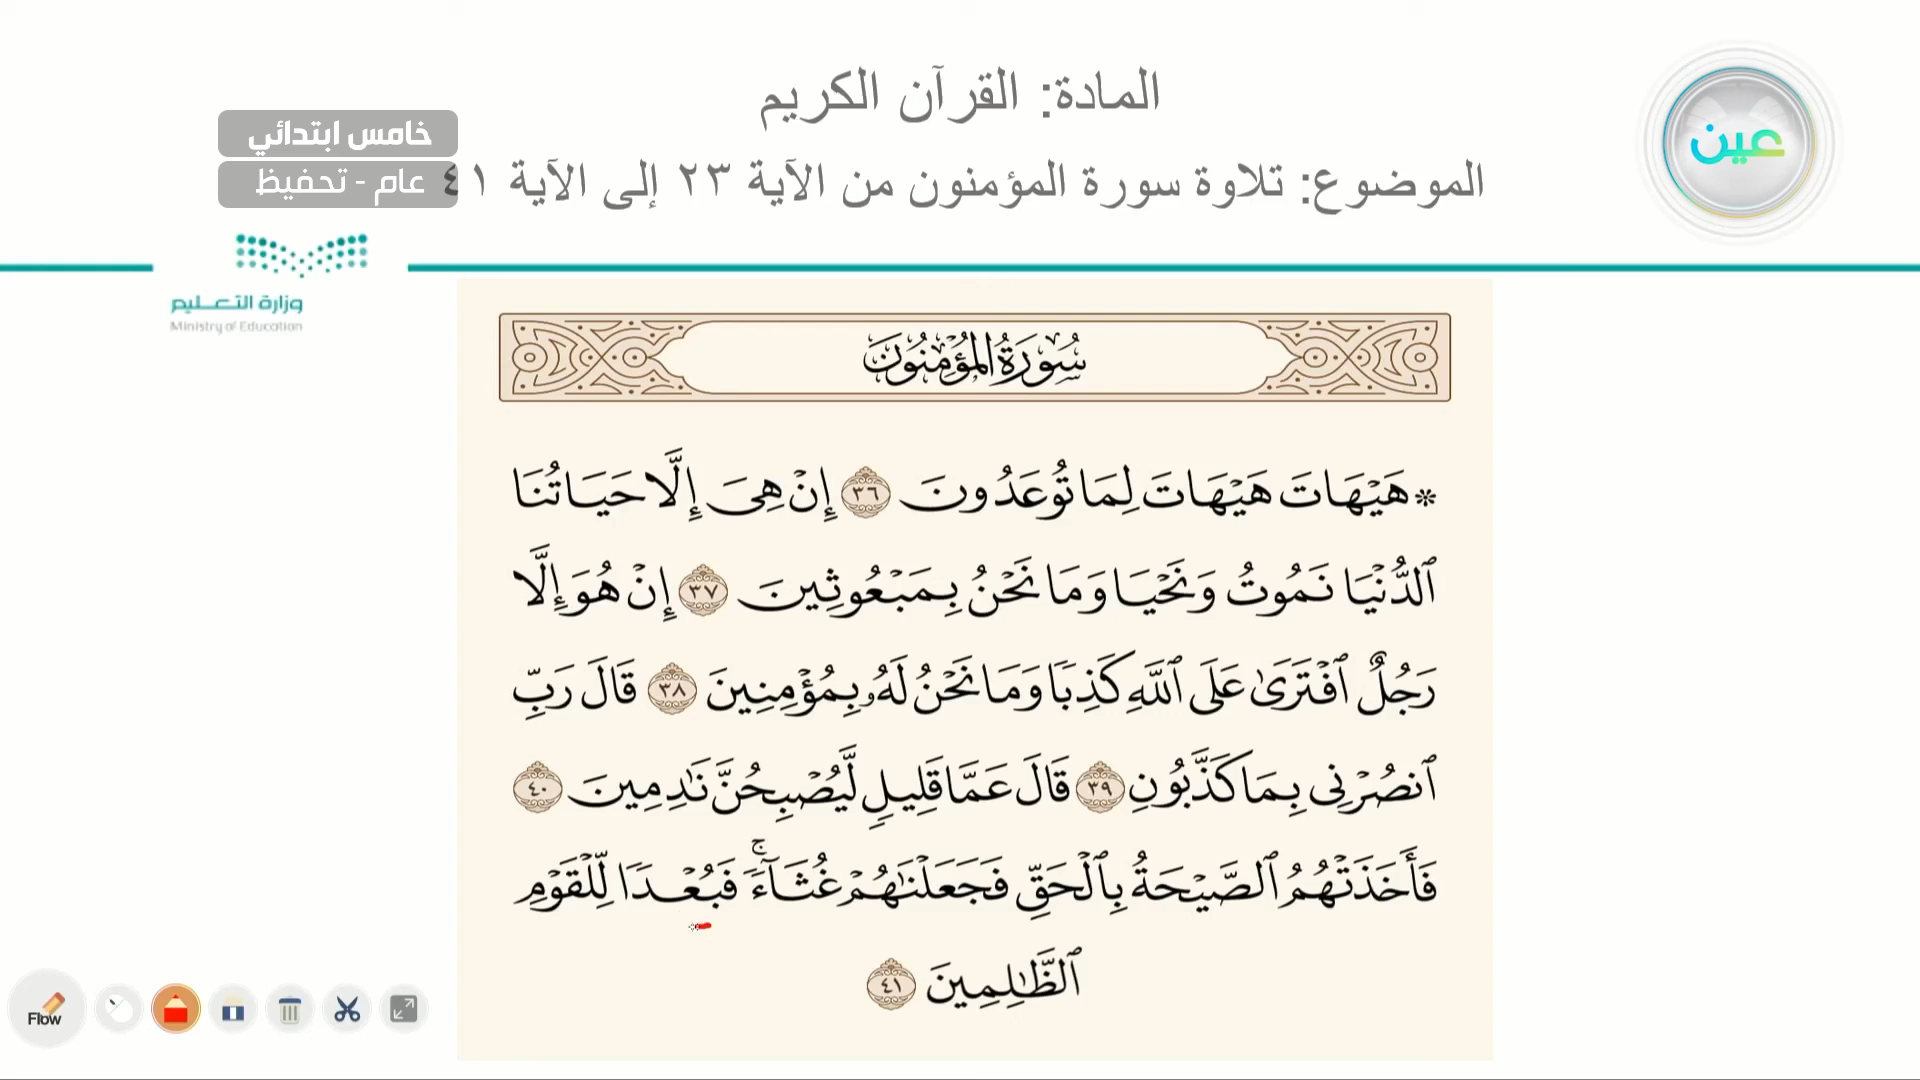 المادة: القرآن الكريم
الموضوع: تلاوة سورة المؤمنون من الآية ٢٣ إلى الآية ٤١
خامس ابتدائي
عام - تحفيظ
عين
وزارة التعـــليم
Ministry of Education
سُورَةُ المُؤْمِنُونَ
۞ هَيْهَاتَ هَيْهَاتَ لِمَا تُوعَدُونَ ٣٦ إِنْ هِىَ إِلَّا حَيَاتُنَا
ٱلدُّنْيَا نَمُوتُ وَنَحْيَا وَمَا نَحْنُ بِمَبْعُوثِينَ ٣٧ إِنْ هُوَ إِلَّا
رَجُلٌ ٱفْتَرَىٰ عَلَى ٱللَّهِ كَذِبًا وَمَا نَحْنُ لَهُۥ بِمُؤْمِنِينَ ٣٨ قَالَ رَبِّ
ٱنصُرْنِى بِمَا كَذَّبُونِ ٣٩ قَالَ عَمَّا قَلِيلٍ لَّيُصْبِحُنَّ نَـٰدِمِينَ ٤٠
فَأَخَذَتْهُمُ ٱلصَّيْحَةُ بِٱلْحَقِّ فَجَعَلْنَـٰهُمْ غُثَآءً ۚ فَبُعْدًا لِّلْقَوْمِ
ٱلظَّـٰلِمِينَ ٤١
Flow